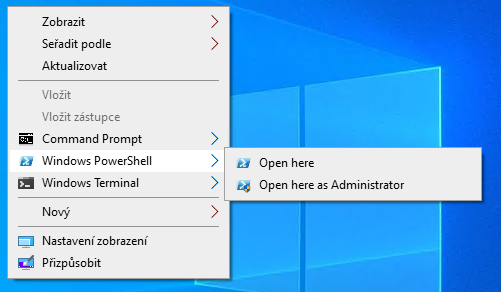 Zobrazit
Seřadit podle
Aktualizovat
Vložit
Vložit zástupce
Command Prompt
Windows PowerShell
Windows Terminal
Nový
Nastavení zobrazení
Přizpůsobit
Open here
Open here as Administrator